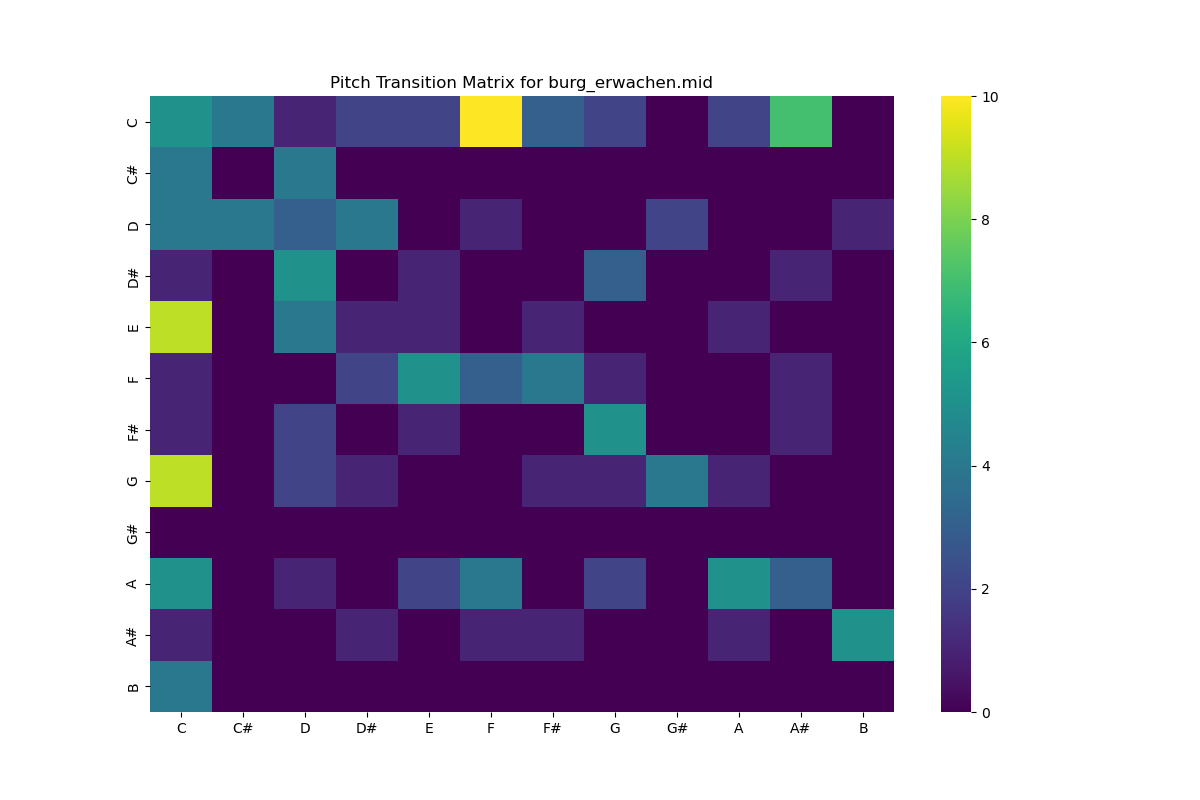 Pitch Transition Matrix for burg_erwachen.mid
C
C#
D
D#
E
F
F#
G
G#
A
A#
B
C C# D D# E F F# G G# A A# B
10
8
6
4
2
0